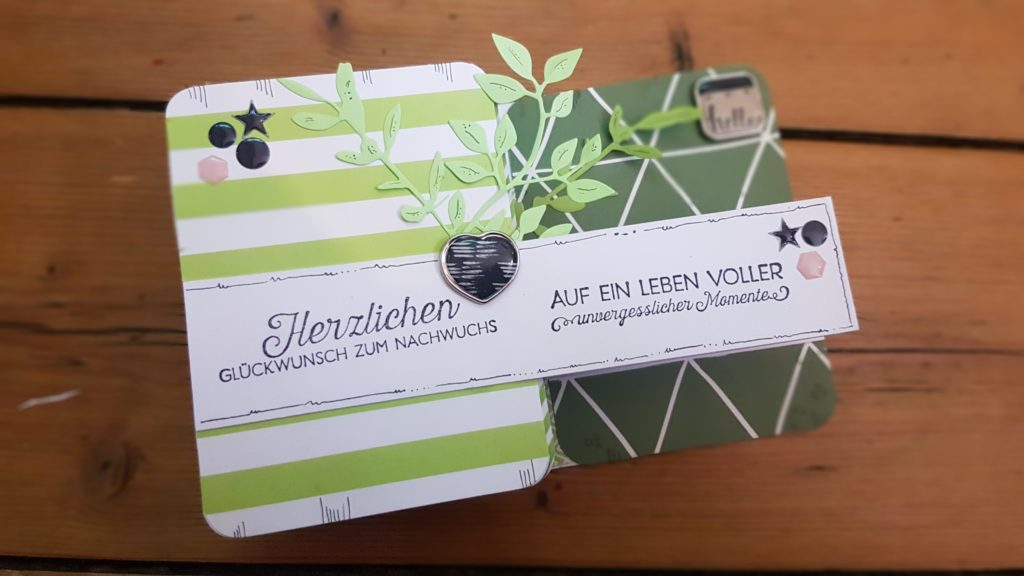 hello
Herzlichen
GLÜCKWUNSCH ZUM NACHWUCHS
AUF EIN LEBEN VOLLER
unvergesslicher Momente